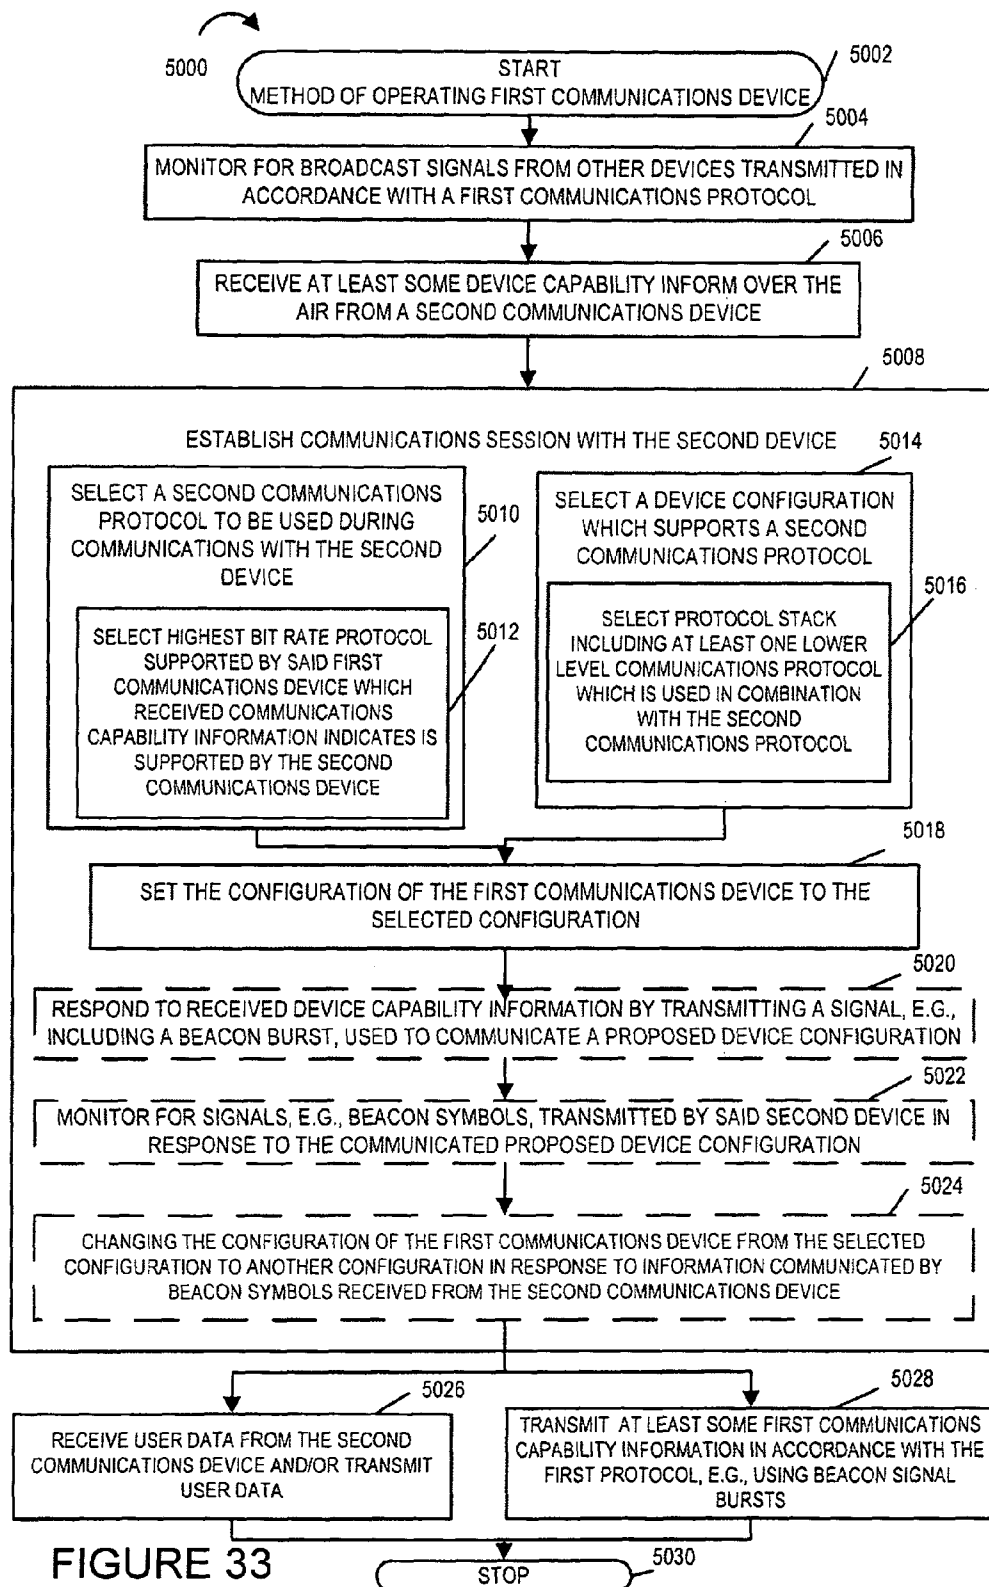 5000
5002
START
METHOD OF OPERATING FIRST COMMUNICATIONS DEVICE
5004
MONITOR FOR BROADCAST SIGNALS FROM OTHER DEVICES TRANSMITTED IN
ACCORDANCE WITH A FIRST COMMUNICATIONS PROTOCOL
5006
RECEIVE AT LEAST SOME DEVICE CAPABILITY INFORM OVER THE
AIR FROM A SECOND COMMUNICATIONS DEVICE
5008
ESTABLISH COMMUNICATIONS SESSION WITH THE SECOND DEVICE
SELECT A SECOND COMMUNICATIONS
PROTOCOL TO BE USED DURING
COMMUNICATIONS WITH THE SECOND
DEVICE
5010
SELECT HIGHEST BIT RATE PROTOCOL
SUPPORTED BY SAID FIRST
COMMUNICATIONS DEVICE WHICH
RECEIVED COMMUNICATIONS
CAPABILITY INFORMATION INDICATES IS
SUPPORTED BY THE SECOND
COMMUNICATIONS DEVICE
5012
5014
SELECT A DEVICE CONFIGURATION
WHICH SUPPORTS A SECOND
COMMUNICATIONS PROTOCOL
5016
SELECT PROTOCOL STACK
INCLUDING AT LEAST ONE LOWER
LEVEL COMMUNICATIONS PROTOCOL
WHICH IS USED IN COMBINATION
WITH THE SECOND
COMMUNICATIONS PROTOCOL
5018
SET THE CONFIGURATION OF THE FIRST COMMUNICATIONS DEVICE TO THE
SELECTED CONFIGURATION
5020
RESPOND TO RECEIVED DEVICE CAPABILITY INFORMATION BY TRANSMITTING A SIGNAL, E.G.,
INCLUDING A BEACON BURST, USED TO COMMUNICATE A PROPOSED DEVICE CONFIGURATION
5022
MONITOR FOR SIGNALS, E.G., BEACON SYMBOLS, TRANSMITTED BY SAID SECOND DEVICE IN
RESPONSE TO THE COMMUNICATED PROPOSED DEVICE CONFIGURATION
5024
CHANGING THE CONFIGURATION OF THE FIRST COMMUNICATIONS DEVICE FROM THE SELECTED
CONFIGURATION TO ANOTHER CONFIGURATION IN RESPONSE TO INFORMATION COMMUNICATED BY
BEACON SYMBOLS RECEIVED FROM THE SECOND COMMUNICATIONS DEVICE
5026
RECEIVE USER DATA FROM THE SECOND
COMMUNICATIONS DEVICE AND/OR TRANSMIT
USER DATA
5028
TRANSMIT AT LEAST SOME FIRST COMMUNICATIONS
CAPABILITY INFORMATION IN ACCORDANCE WITH THE
FIRST PROTOCOL, E.G., USING BEACON SIGNAL
BURSTS
FIGURE 33
5030
STOP